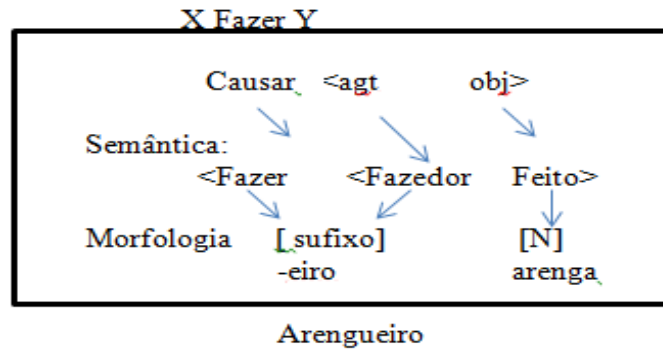 X Fazer Y
Causar <agt obj>
Semântica:
<Fazer <Fazedor Feito>
Morfologia [ sufixo] [N]
-eiro arenga
Arengueiro